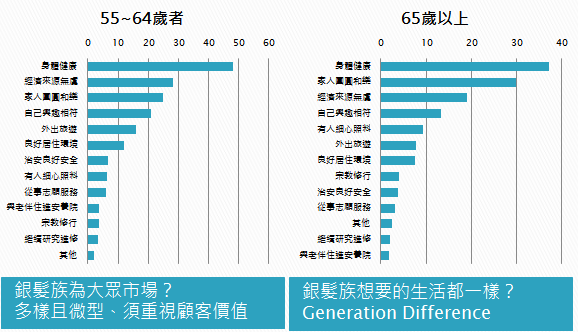 55~64歲者
0 10 20 30 40 50 60
身體健康
經濟來源無虞
家人團圓和樂
自己興趣相符
外出旅遊
良好居住環境
治安良好安全
有人細心照料
從事志願服務
與老伴住進安養院
宗教修行
繼續研究進修
其他
銀髮族為大眾市場？
多樣且微型、須重視顧客價值
65歲以上
0 10 20 30 40
身體健康
家人團圓和樂
經濟來源無虞
自己興趣相符
有人細心照料
外出旅遊
良好居住環境
宗教修行
治安良好安全
從事志願服務
其他
繼續研究進修
與老伴住進安養院
銀髮族想要的生活都一樣？
Generation Difference